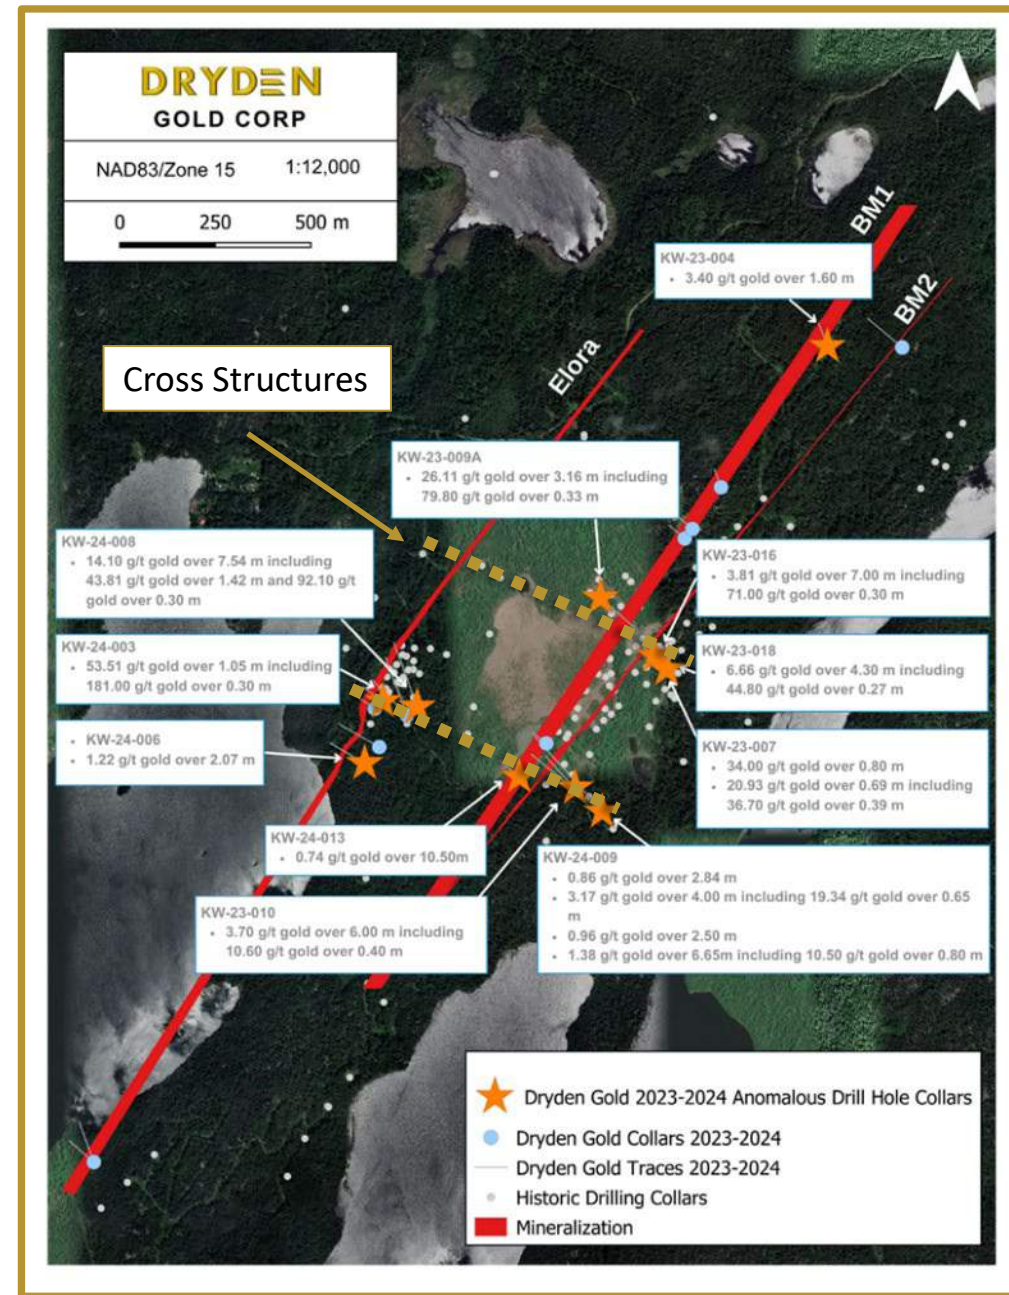 DRYDEN
GOLD CORP
NAD83/Zone 15 1:12,000
0 250 500 m
BM1
KW-23-004
• 3.40 g/t gold over 1.60 m
BM2
Elora
Cross Structures
KW-23-009A
• 26.11 g/t gold over 3.16 m including
79.80 g/t gold over 0.33 m
KW-24-008
• 14.10 g/t gold over 7.54 m including
43.81 g/t gold over 1.42 m and 92.10 g/t
gold over 0.30 m
KW-23-016
• 3.81 g/t gold over 7.00 m including
71.00 g/t gold over 0.30 m
KW-24-003
• 53.51 g/t gold over 1.05 m including
181.00 g/t gold over 0.30 m
KW-23-018
• 6.66 g/t gold over 4.30 m including
44.80 g/t gold over 0.27 m
• KW-24-006
• 1.22 g/t gold over 2.07 m
KW-23-007
• 34.00 g/t gold over 0.80 m
• 20.93 g/t gold over 0.69 m including
36.70 g/t gold over 0.39 m
KW-24-013
• 0.74 g/t gold over 10.50m
KW-24-009
• 0.86 g/t gold over 2.84 m
• 3.17 g/t gold over 4.00 m including 19.34 g/t gold over 0.65
m
• 0.96 g/t gold over 2.50 m
• 1.38 g/t gold over 6.65m including 10.50 g/t gold over 0.80 m
KW-23-010
• 3.70 g/t gold over 6.00 m including
10.60 g/t gold over 0.40 m
Dryden Gold 2023-2024 Anomalous Drill Hole Collars
Dryden Gold Collars 2023-2024
Dryden Gold Traces 2023-2024
Historic Drilling Collars
Mineralization